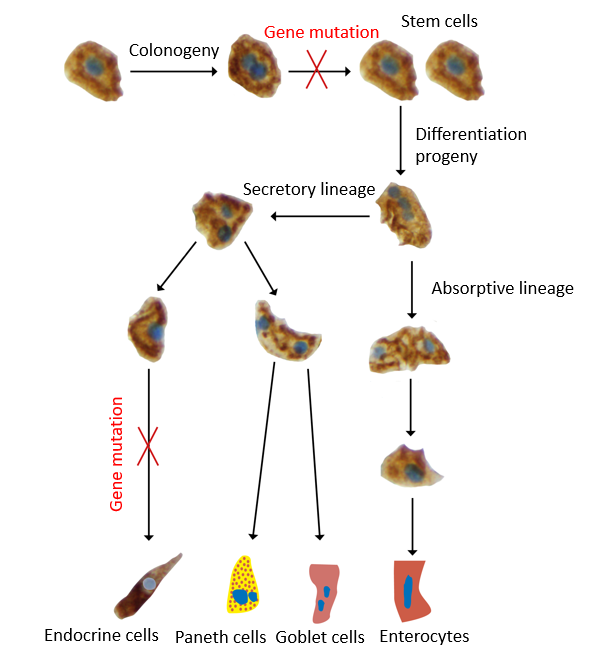 Stem cells
Gene mutation
Colonogeny
Differentiation
progeny
Secretory lineage
Absorptive lineage
Gene mutation
Endocrine cells
Paneth cells
Goblet cells
Enterocytes